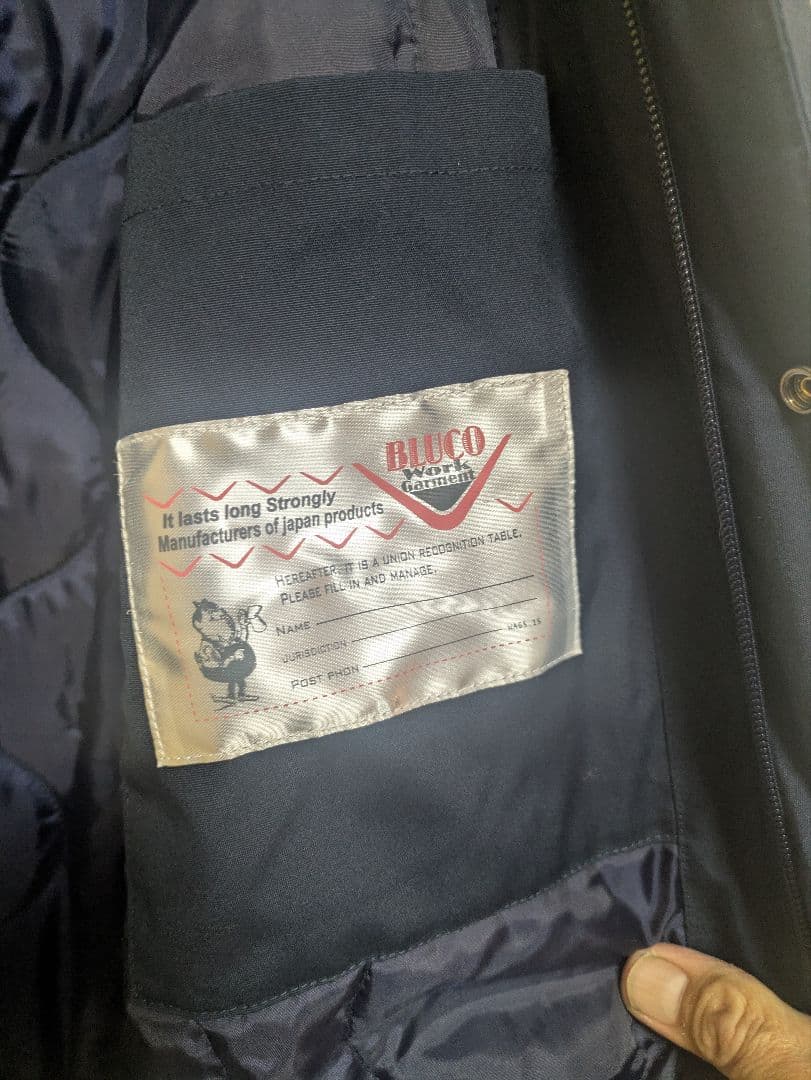 BLUCO
Work
Garment
It lasts long Strongly
Manufacturers of japan products
HEREAFTER, IT IS A UNION RECOGNITION TABLE.
PLEASE FILL IN AND MANAGE.
NAME
JURISDICTION
POST PHON